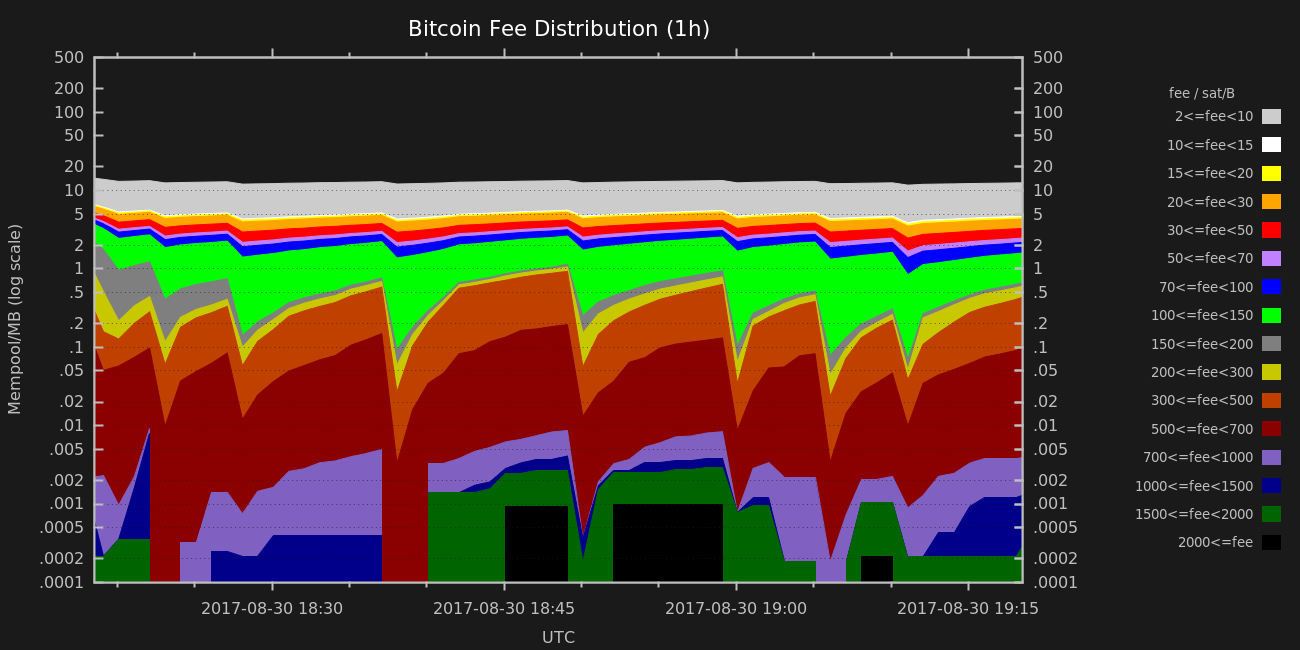 Bitcoin Fee Distribution (1h)
Mempool/MB (log scale)
500
200
100
50
20
10
5
2
1
.5
.2
.1
.05
.02
.01
.005
.002
.001
.0005
.0002
.0001
500
200
100
50
20
10
5
2
1
.5
.2
.1
.05
.02
.01
.005
.002
.001
.0005
.0002
.0001
2017-08-30 18:30 2017-08-30 18:45 2017-08-30 19:00 2017-08-30 19:15
UTC
fee / sat/B
2<=fee<10
10<=fee<15
15<=fee<20
20<=fee<30
30<=fee<50
50<=fee<70
70<=fee<100
100<=fee<150
150<=fee<200
200<=fee<300
300<=fee<500
500<=fee<700
700<=fee<1000
1000<=fee<1500
1500<=fee<2000
2000<=fee